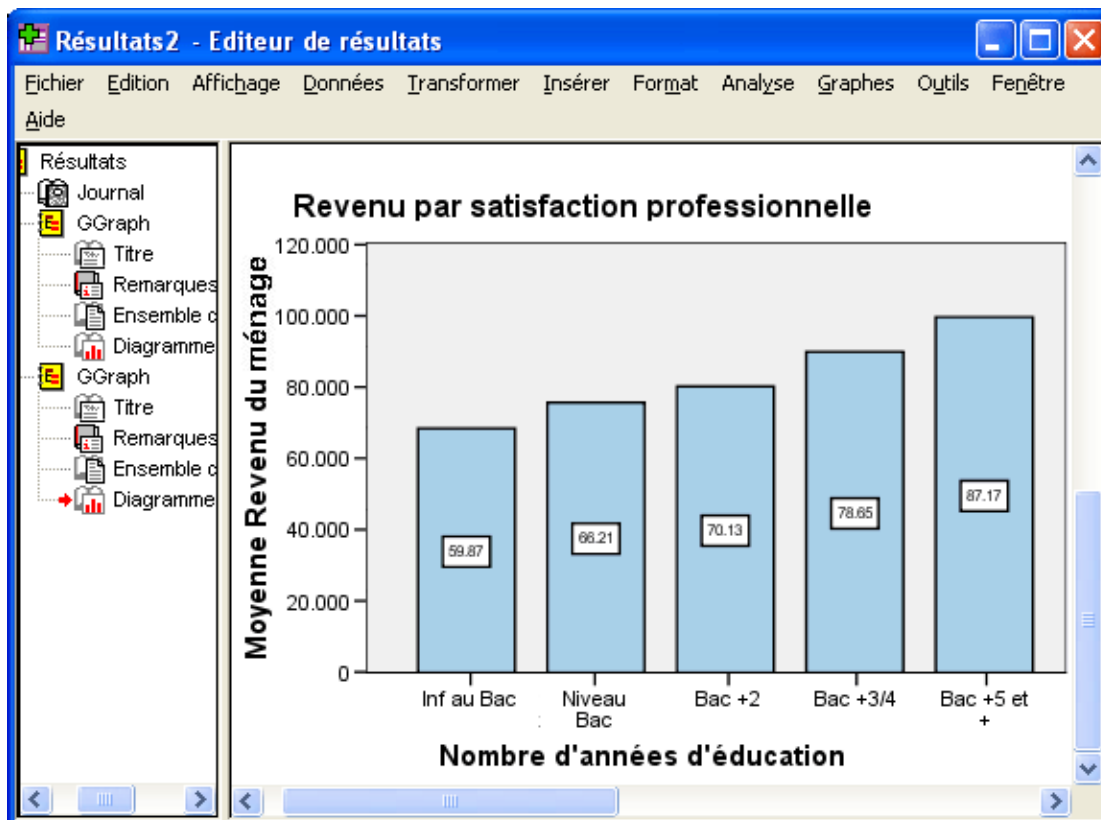 Résultats2 - Editeur de résultats
Fichier Edition Affichage Données Transformer Insérer Format Analyse Graphes Outils Fenêtre
Aide
Résultats
Journal
GGraph
Titre
Remarques
Ensemble c
Diagramme
GGraph
Titre
Remarques
Ensemble c
Diagramme
Revenu par satisfaction professionnelle
Moyenne Revenu du ménage
120.000
100.000
80.000
60.000
40.000
20.000
0
59.87
66.21
70.13
78.65
87.17
Inf au Bac
Niveau
Bac
Bac +2
Bac +3/4
Bac +5 et
+
Nombre d'années d'éducation